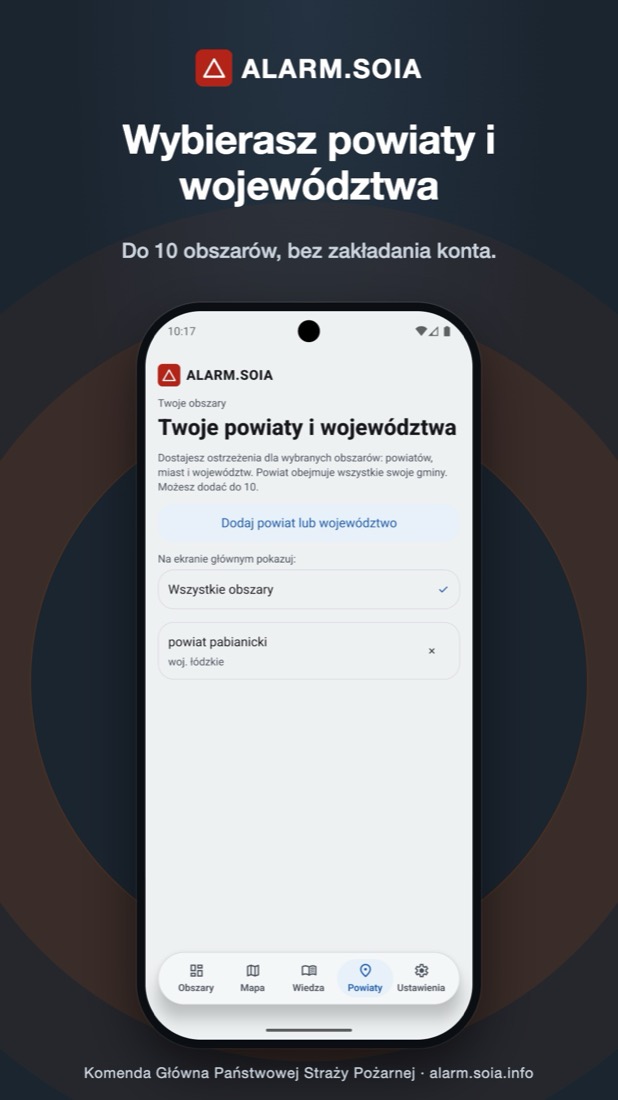 ALARM.SOIA
Wybierasz powiaty i
województwa
Do 10 obszarów, bez zakładania konta.
10:17
ALARM.SOIA
Twoje obszary
Twoje powiaty i województwa
Dostajesz ostrzeżenia dla wybranych obszarów: powiatów,
miast i województw. Powiat obejmuje wszystkie swoje gminy.
Możesz dodać do 10.
Dodaj powiat lub województwo
Na ekranie głównym pokazuj:
Wszystkie obszary
powiat pabianicki
woj. łódzkie
Obszary Mapa Wiedza Powiaty Ustawienia
Komenda Główna Państwowej Straży Pożarnej · alarm.soia.info